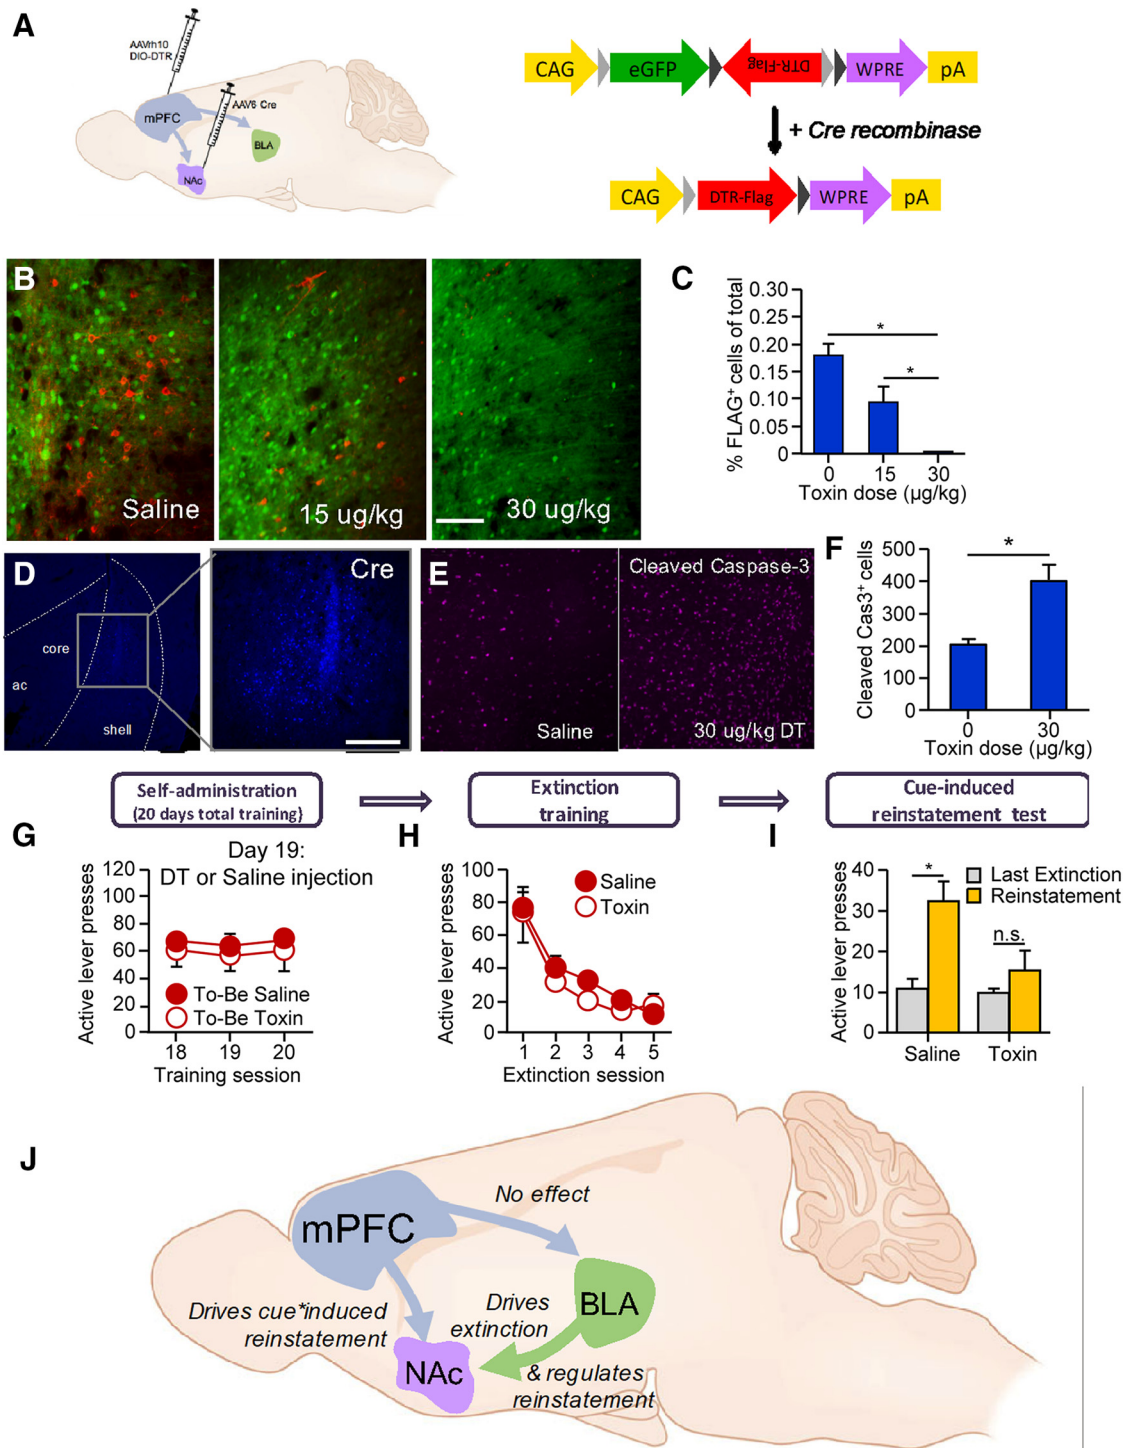 A
AAVrh10
DIO-DTR
AAV6 Cre
mPFC
BLA
NAc
CAG
eGFP
DTR-Flag
WPRE
pA
+ Cre recombinase
CAG
DTR-Flag
WPRE
pA
B
Saline
15 ug/kg
30 ug/kg
C
% FLAG+ cells of total
0.30
0.25
0.20
0.15
0.10
0.05
0
*
*
0 15 30
Toxin dose (µg/kg)
D
core
ac
shell
Cre
E
Cleaved Caspase-3
Saline
30 ug/kg DT
F
Cleaved Cas3+ cells
500
400
300
200
100
0
*
0 30
Toxin dose (µg/kg)
Self-administration
(20 days total training)
Extinction
training
Cue-induced
reinstatement test
G
Day 19:
DT or Saline injection
Active lever presses
120
100
80
60
40
20
0
To-Be Saline
To-Be Toxin
18 19 20
Training session
H
Active lever presses
100
80
60
40
20
0
Saline
Toxin
1 2 3 4 5
Extinction session
I
Active lever presses
40
30
20
10
0
Last Extinction
Reinstatement
*
n.s.
Saline Toxin
J
mPFC
No effect
BLA
Drives cue*induced
reinstatement
Drives
extinction
NAc
& regulates
reinstatement